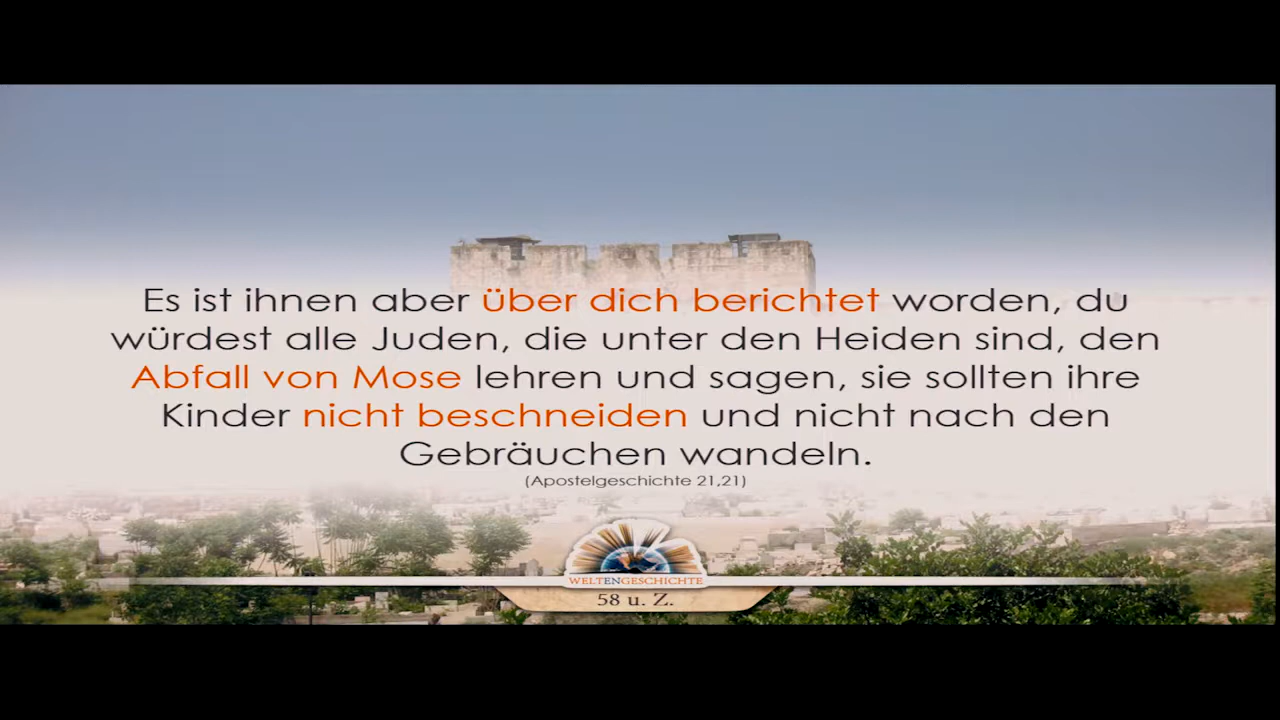 Es ist ihnen aber über dich berichtet worden, du
würdest alle Juden, die unter den Heiden sind, den
Abfall von Mose lehren und sagen, sie sollten ihre
Kinder nicht beschneiden und nicht nach den
Gebräuchen wandeln.
(Apostelgeschichte 21,21)
WELTENGESCHICHTE
58 u. Z.